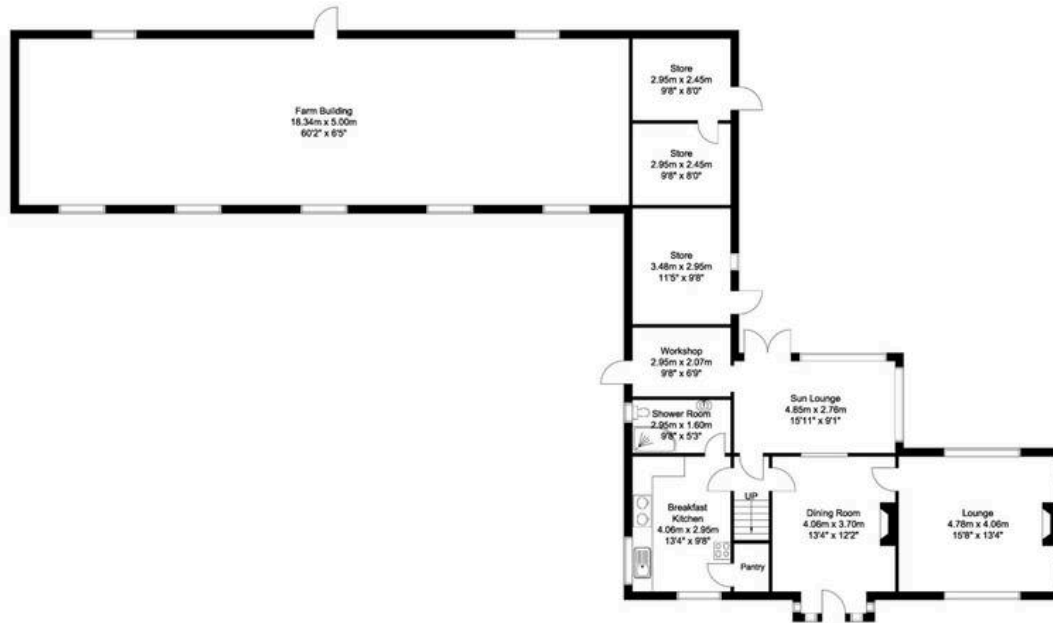 Farm Building
18.34m x 5.00m
60'2" x 6'5"
Store
2.95m x 2.45m
9'8" x 8'0"
Store
2.95m x 2.45m
9'8" x 8'0"
Store
3.48m x 2.95m
11'5" x 9'8"
Workshop
2.95m x 2.07m
9'8" x 6'9"
Sun Lounge
4.85m x 2.76m
15'11" x 9'1"
Shower Room
2.95m x 1.60m
9'8" x 5'3"
Breakfast
Kitchen
4.06m x 2.95m
13'4" x 9'8"
UP
Pantry
Dining Room
4.06m x 3.70m
13'4" x 12'2"
Lounge
4.78m x 4.06m
15'8" x 13'4"